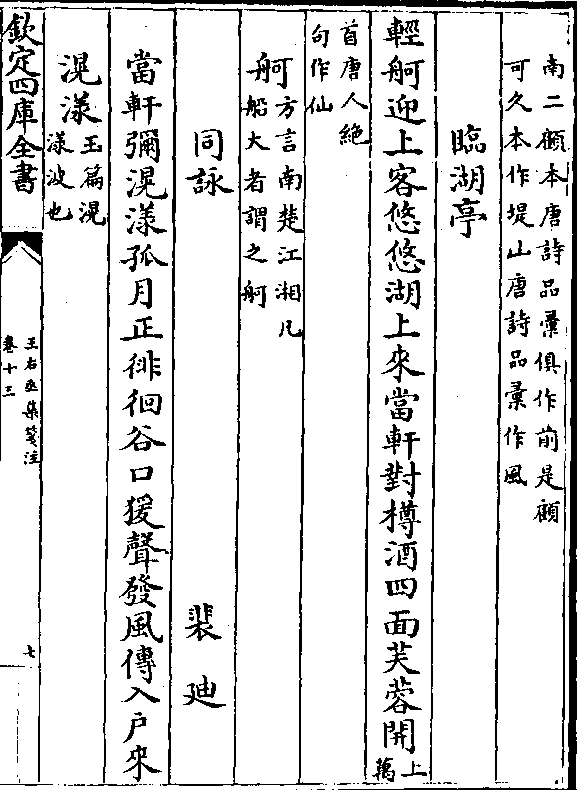 南二顧本唐詩品彚俱作前是顧
可久本作堤山唐詩品彚作風
臨湖亭
輕舸迎上客悠悠湖上來當軒對樽酒四面芙蓉開上
萬
首唐人絶
句作仙
舸方言南楚江湘凡
船大者謂之舸
同詠
裴廸
當軒彌滉漾孤月正徘徊谷口猨聲發風傳入戸來
滉漾玉篇滉
漾波也
欽定四庫全書
王右丞集箋注
卷十三
七